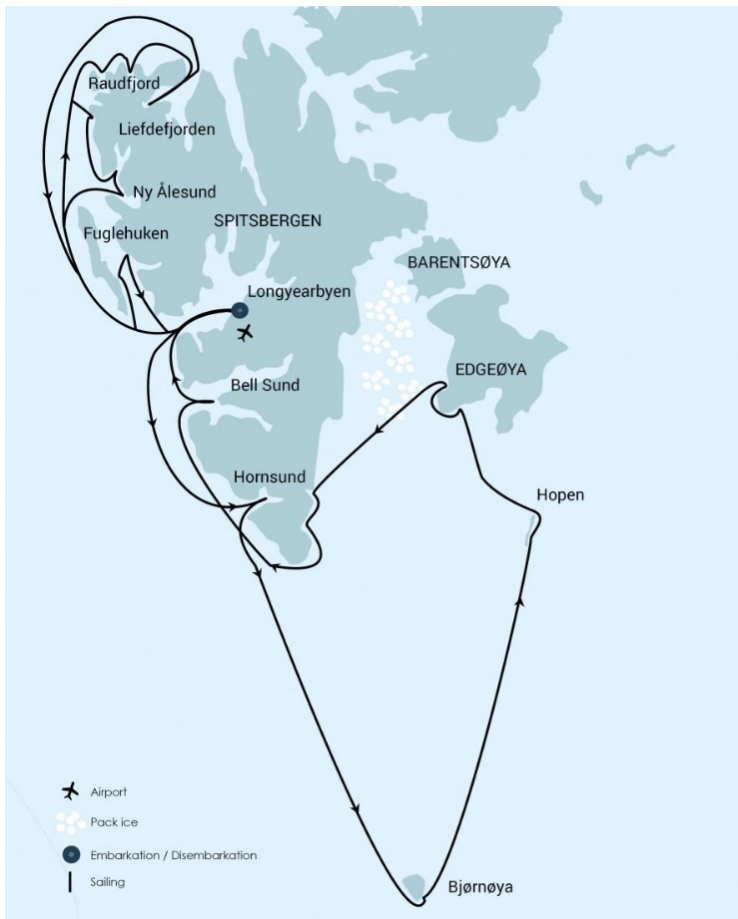 Raudfjord
Liefdefjorden
Ny Ålesund
SPITSBERGEN
Fuglehuken
BARENTSØYA
Longyearbyen
EDGEØYA
Bell Sund
Hornsund
Hopen
Airport
Pack ice
Embarkation / Disembarkation
Sailing
Bjørnøya